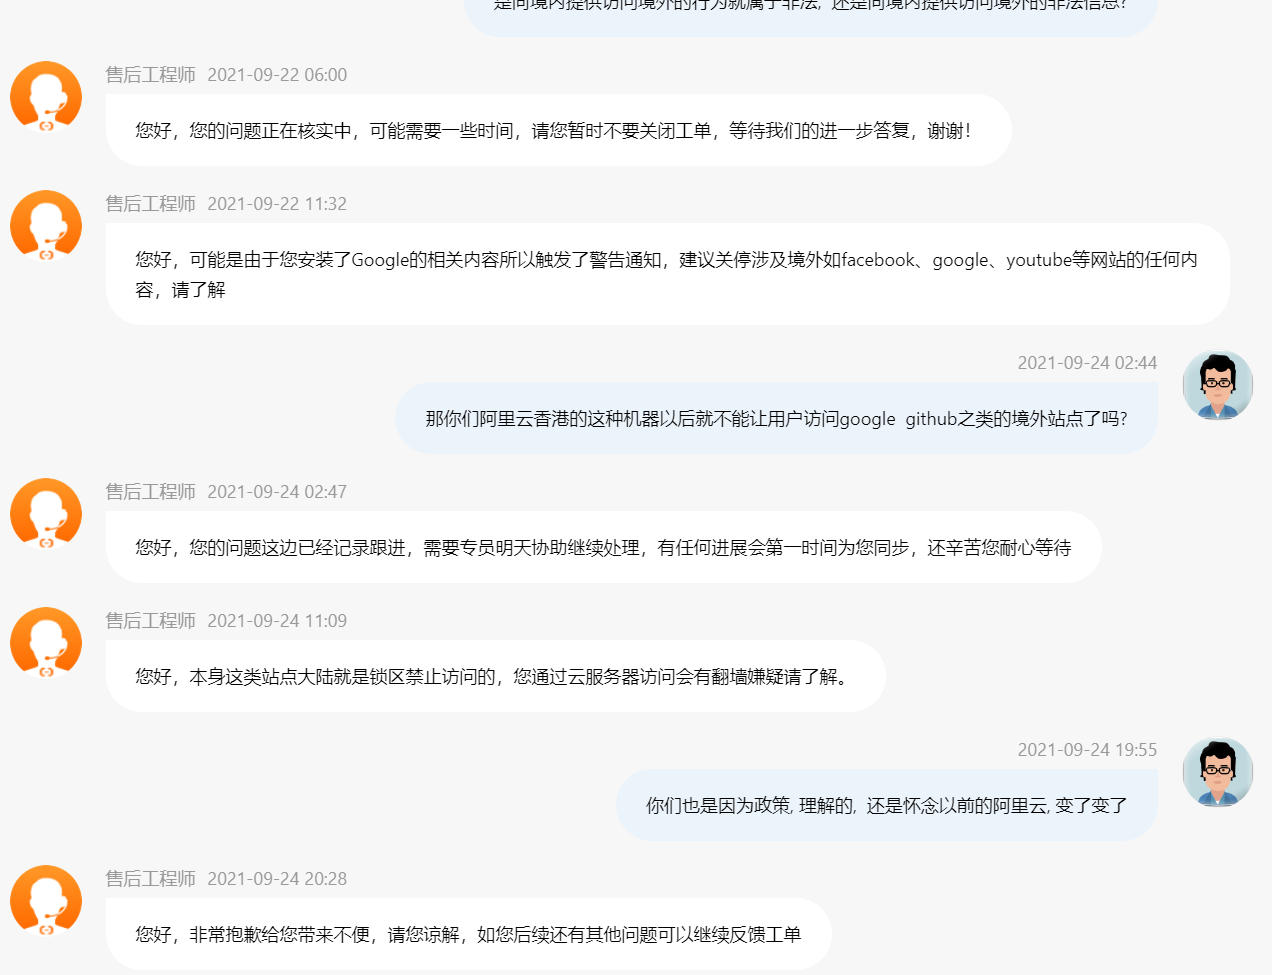 是向境内提供访问境外的行为就属于非法, 还是向境内提供访问境外的非法信息?
售后工程师 2021-09-22 06:00
您好，您的问题正在核实中，可能需要一些时间，请您暂时不要关闭工单，等待我们的进一步答复，谢谢！
售后工程师 2021-09-22 11:32
您好，可能是由于您安装了Google的相关内容所以触发了警告通知，建议关停涉及境外如facebook、google、youtube等网站的任何内
容，请了解
2021-09-24 02:44
那你们阿里云香港的这种机器以后就不能让用户访问google github之类的境外站点了吗?
售后工程师 2021-09-24 02:47
您好，您的问题这边已经记录跟进，需要专员明天协助继续处理，有任何进展会第一时间为您同步，还辛苦您耐心等待
售后工程师 2021-09-24 11:09
您好，本身这类站点大陆就是锁区禁止访问的，您通过云服务器访问会有翻墙嫌疑请了解。
2021-09-24 19:55
你们也是因为政策, 理解的, 还是怀念以前的阿里云, 变了变了
售后工程师 2021-09-24 20:28
您好，非常抱歉给您带来不便，请您谅解，如您后续还有其他问题可以继续反馈工单